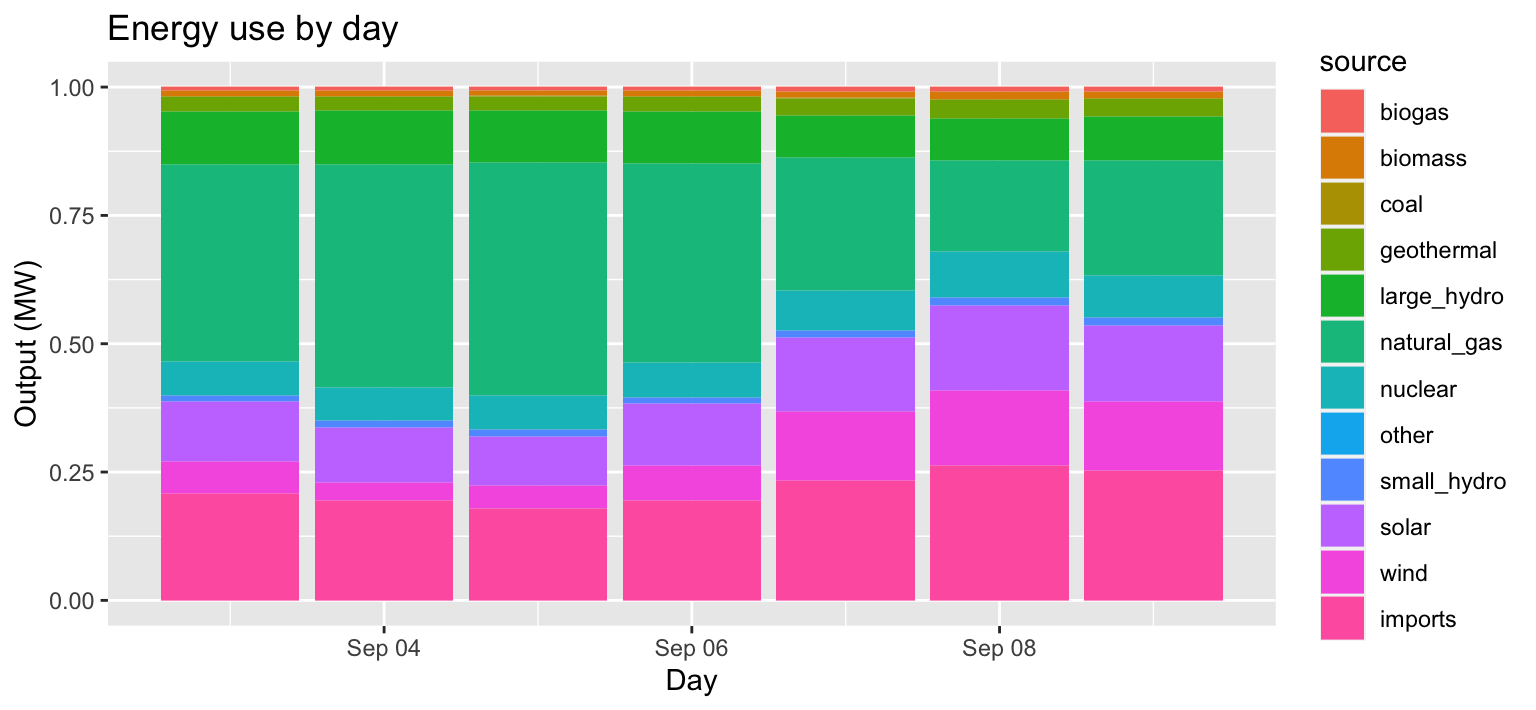 Energy use by day
Output (MW)
1.00
0.75
0.50
0.25
0.00
Sep 04
Sep 06
Sep 08
Day
source
biogas
biomass
coal
geothermal
large_hydro
natural_gas
nuclear
other
small_hydro
solar
wind
imports